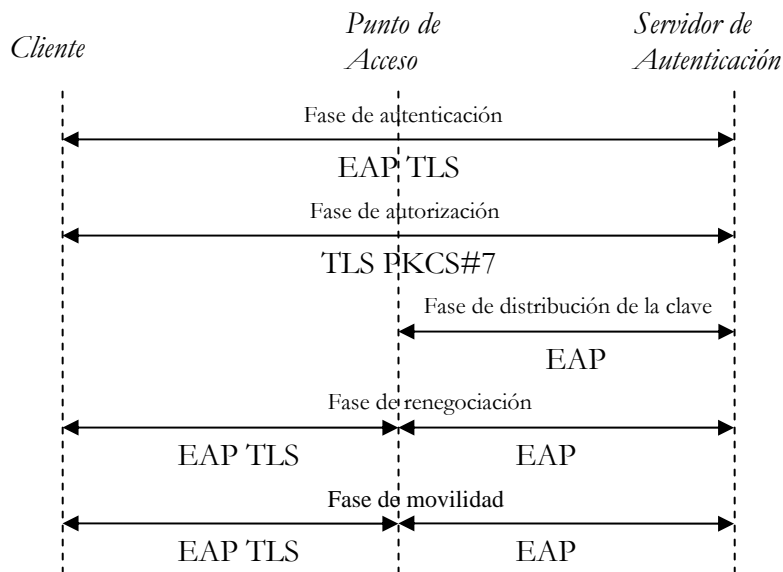 Cliente
Punto de
Acceso
Servidor de
Autenticación
Fase de autenticación
EAP TLS
Fase de autorización
TLS PKCS#7
Fase de distribución de la clave
EAP
Fase de renegociación
EAP TLS
EAP
Fase de movilidad
EAP TLS
EAP